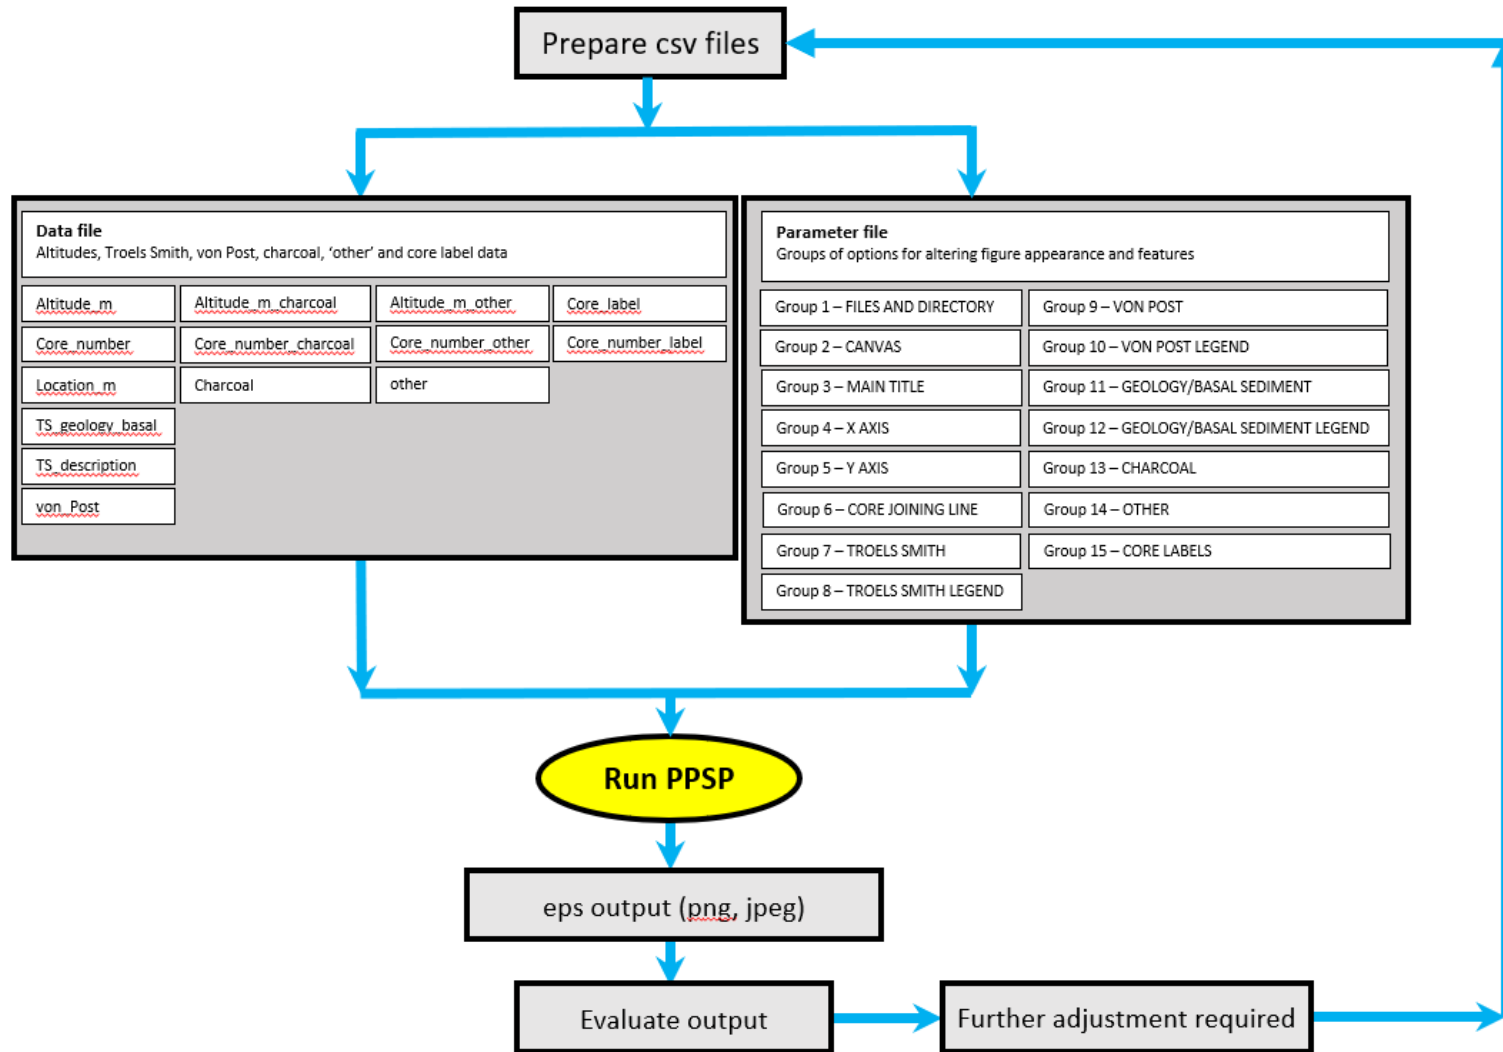 Prepare csv files
Data file
Altitudes, Troels Smith, von Post, charcoal, ‘other’ and core label data
Altitude_m
Altitude_m_charcoal
Altitude_m_other
Core_label
Core_number
Core_number_charcoal
Core_number_other
Core_number_label
Location_m
Charcoal
other
TS_geology_basal
TS_description
von_Post
Parameter file
Groups of options for altering figure appearance and features
Group 1 – FILES AND DIRECTORY
Group 2 – CANVAS
Group 3 – MAIN TITLE
Group 4 – X AXIS
Group 5 – Y AXIS
Group 6 – CORE JOINING LINE
Group 7 – TROELS SMITH
Group 8 – TROELS SMITH LEGEND
Group 9 – VON POST
Group 10 – VON POST LEGEND
Group 11 – GEOLOGY/BASAL SEDIMENT
Group 12 – GEOLOGY/BASAL SEDIMENT LEGEND
Group 13 – CHARCOAL
Group 14 – OTHER
Group 15 – CORE LABELS
Run PPSP
eps output (png, jpeg)
Evaluate output
Further adjustment required